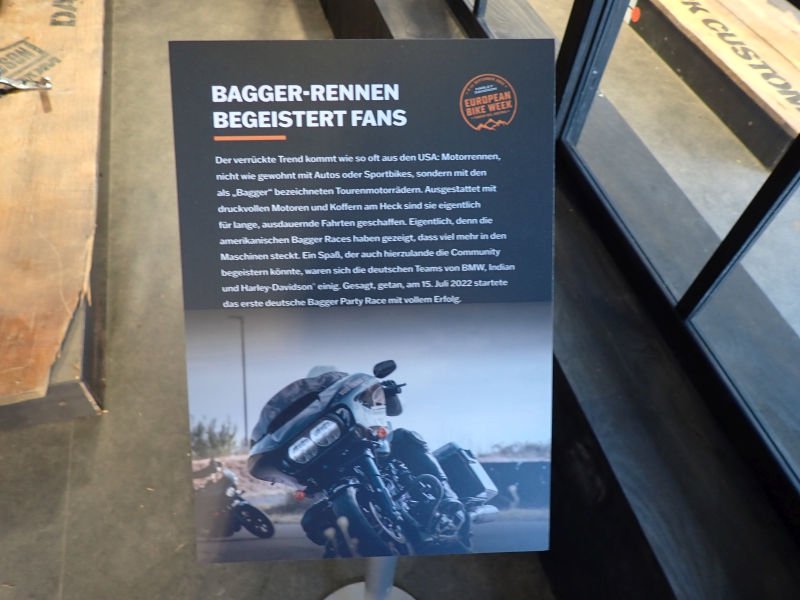 BAGGER-RENNEN
BEGEISTERT FANS
EUROPEAN
BIKE WEEK
Der verrückte Trend kommt wie so oft aus den USA: Motorrennen,
nicht wie gewohnt mit Autos oder Sportbikes, sondern mit den
als „Bagger“ bezeichneten Tourenmotorrädern. Ausgestattet mit
druckvollen Motoren und Koffern am Heck sind sie eigentlich
für lange, ausdauernde Fahrten geschaffen. Eigentlich, denn die
amerikanischen Bagger Races haben gezeigt, dass viel mehr in den
Maschinen steckt. Ein Spaß, der auch hierzulande die Community
begeistern könnte, waren sich die deutschen Teams von BMW, Indian
und Harley-Davidson® einig. Gesagt, getan, am 15. Juli 2022 startete
das erste deutsche Bagger Party Race mit vollem Erfolg.
K CUSTOM